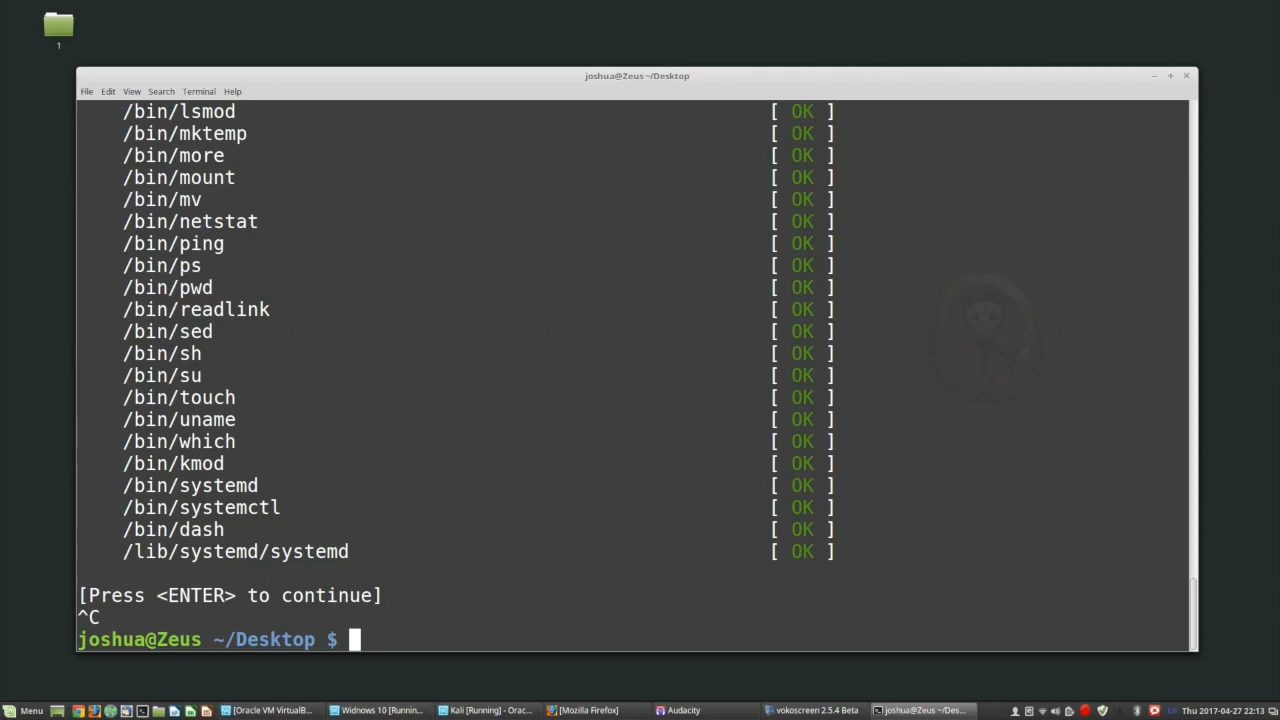 1
joshua@Zeus ~/Desktop
File Edit View Search Terminal Help
/bin/lsmod [ OK ]
/bin/mktemp [ OK ]
/bin/more [ OK ]
/bin/mount [ OK ]
/bin/mv [ OK ]
/bin/netstat [ OK ]
/bin/ping [ OK ]
/bin/ps [ OK ]
/bin/pwd [ OK ]
/bin/readlink [ OK ]
/bin/sed [ OK ]
/bin/sh [ OK ]
/bin/su [ OK ]
/bin/touch [ OK ]
/bin/uname [ OK ]
/bin/which [ OK ]
/bin/kmod [ OK ]
/bin/systemd [ OK ]
/bin/systemctl [ OK ]
/bin/dash [ OK ]
/lib/systemd/systemd [ OK ]
[Press <ENTER> to continue]
^C
joshua@Zeus ~/Desktop $
Menu [Oracle VM VirtualB... Widnows 10 [Runnin... Kali [Running] - Orac... [Mozilla Firefox] Audacity vokoscreen 2.5.4 Beta joshua@Zeus ~/Des... Thu 2017-04-27 22:13